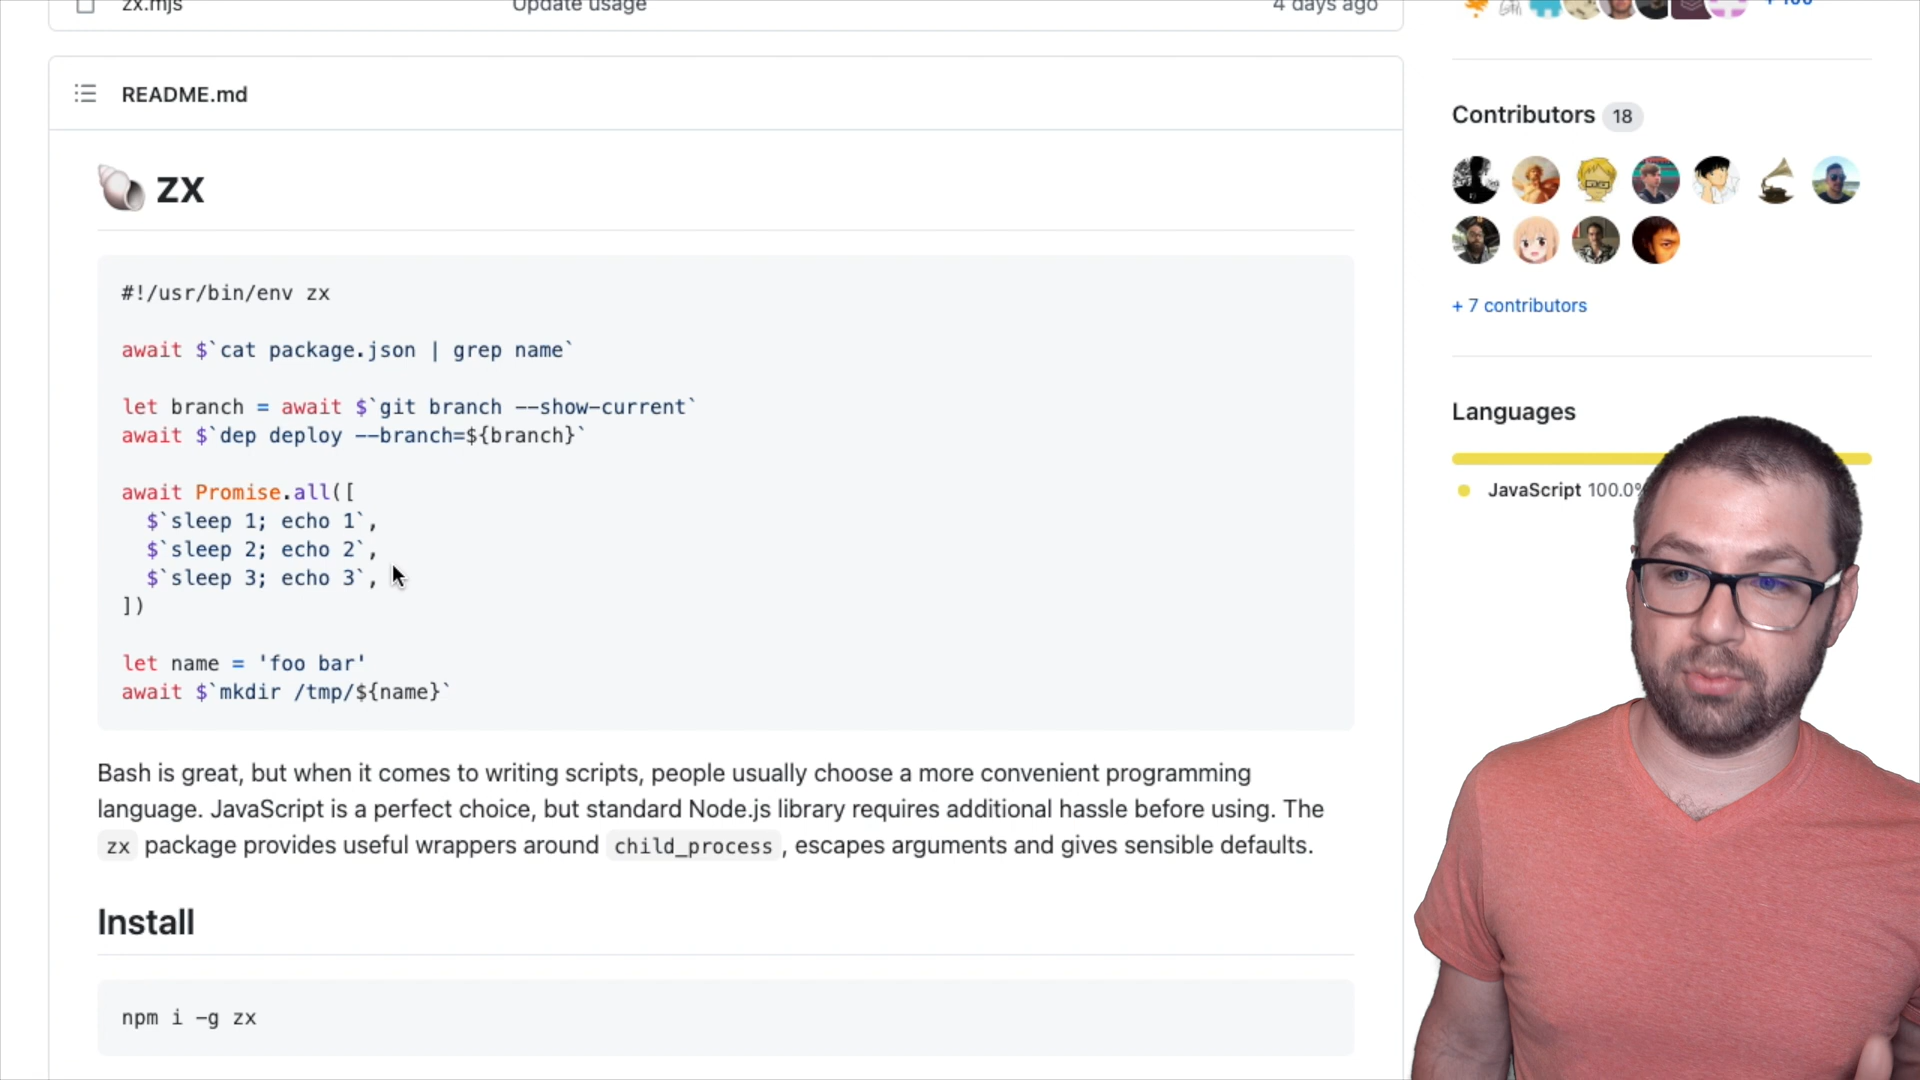 zx.mjs
Update usage
4 days ago
README.md
zx
#!/usr/bin/env zx
await $`cat package.json | grep name`
let branch = await $`git branch --show-current`
await $`dep deploy --branch=${branch}`
await Promise.all([
$`sleep 1; echo 1`,
$`sleep 2; echo 2`,
$`sleep 3; echo 3`,
])
let name = 'foo bar'
await $`mkdir /tmp/${name}`
Bash is great, but when it comes to writing scripts, people usually choose a more convenient programming
language. JavaScript is a perfect choice, but standard Node.js library requires additional hassle before using. The
zx package provides useful wrappers around child_process , escapes arguments and gives sensible defaults.
Install
npm i -g zx
Contributors 18
+ 7 contributors
Languages
JavaScript 100.0%